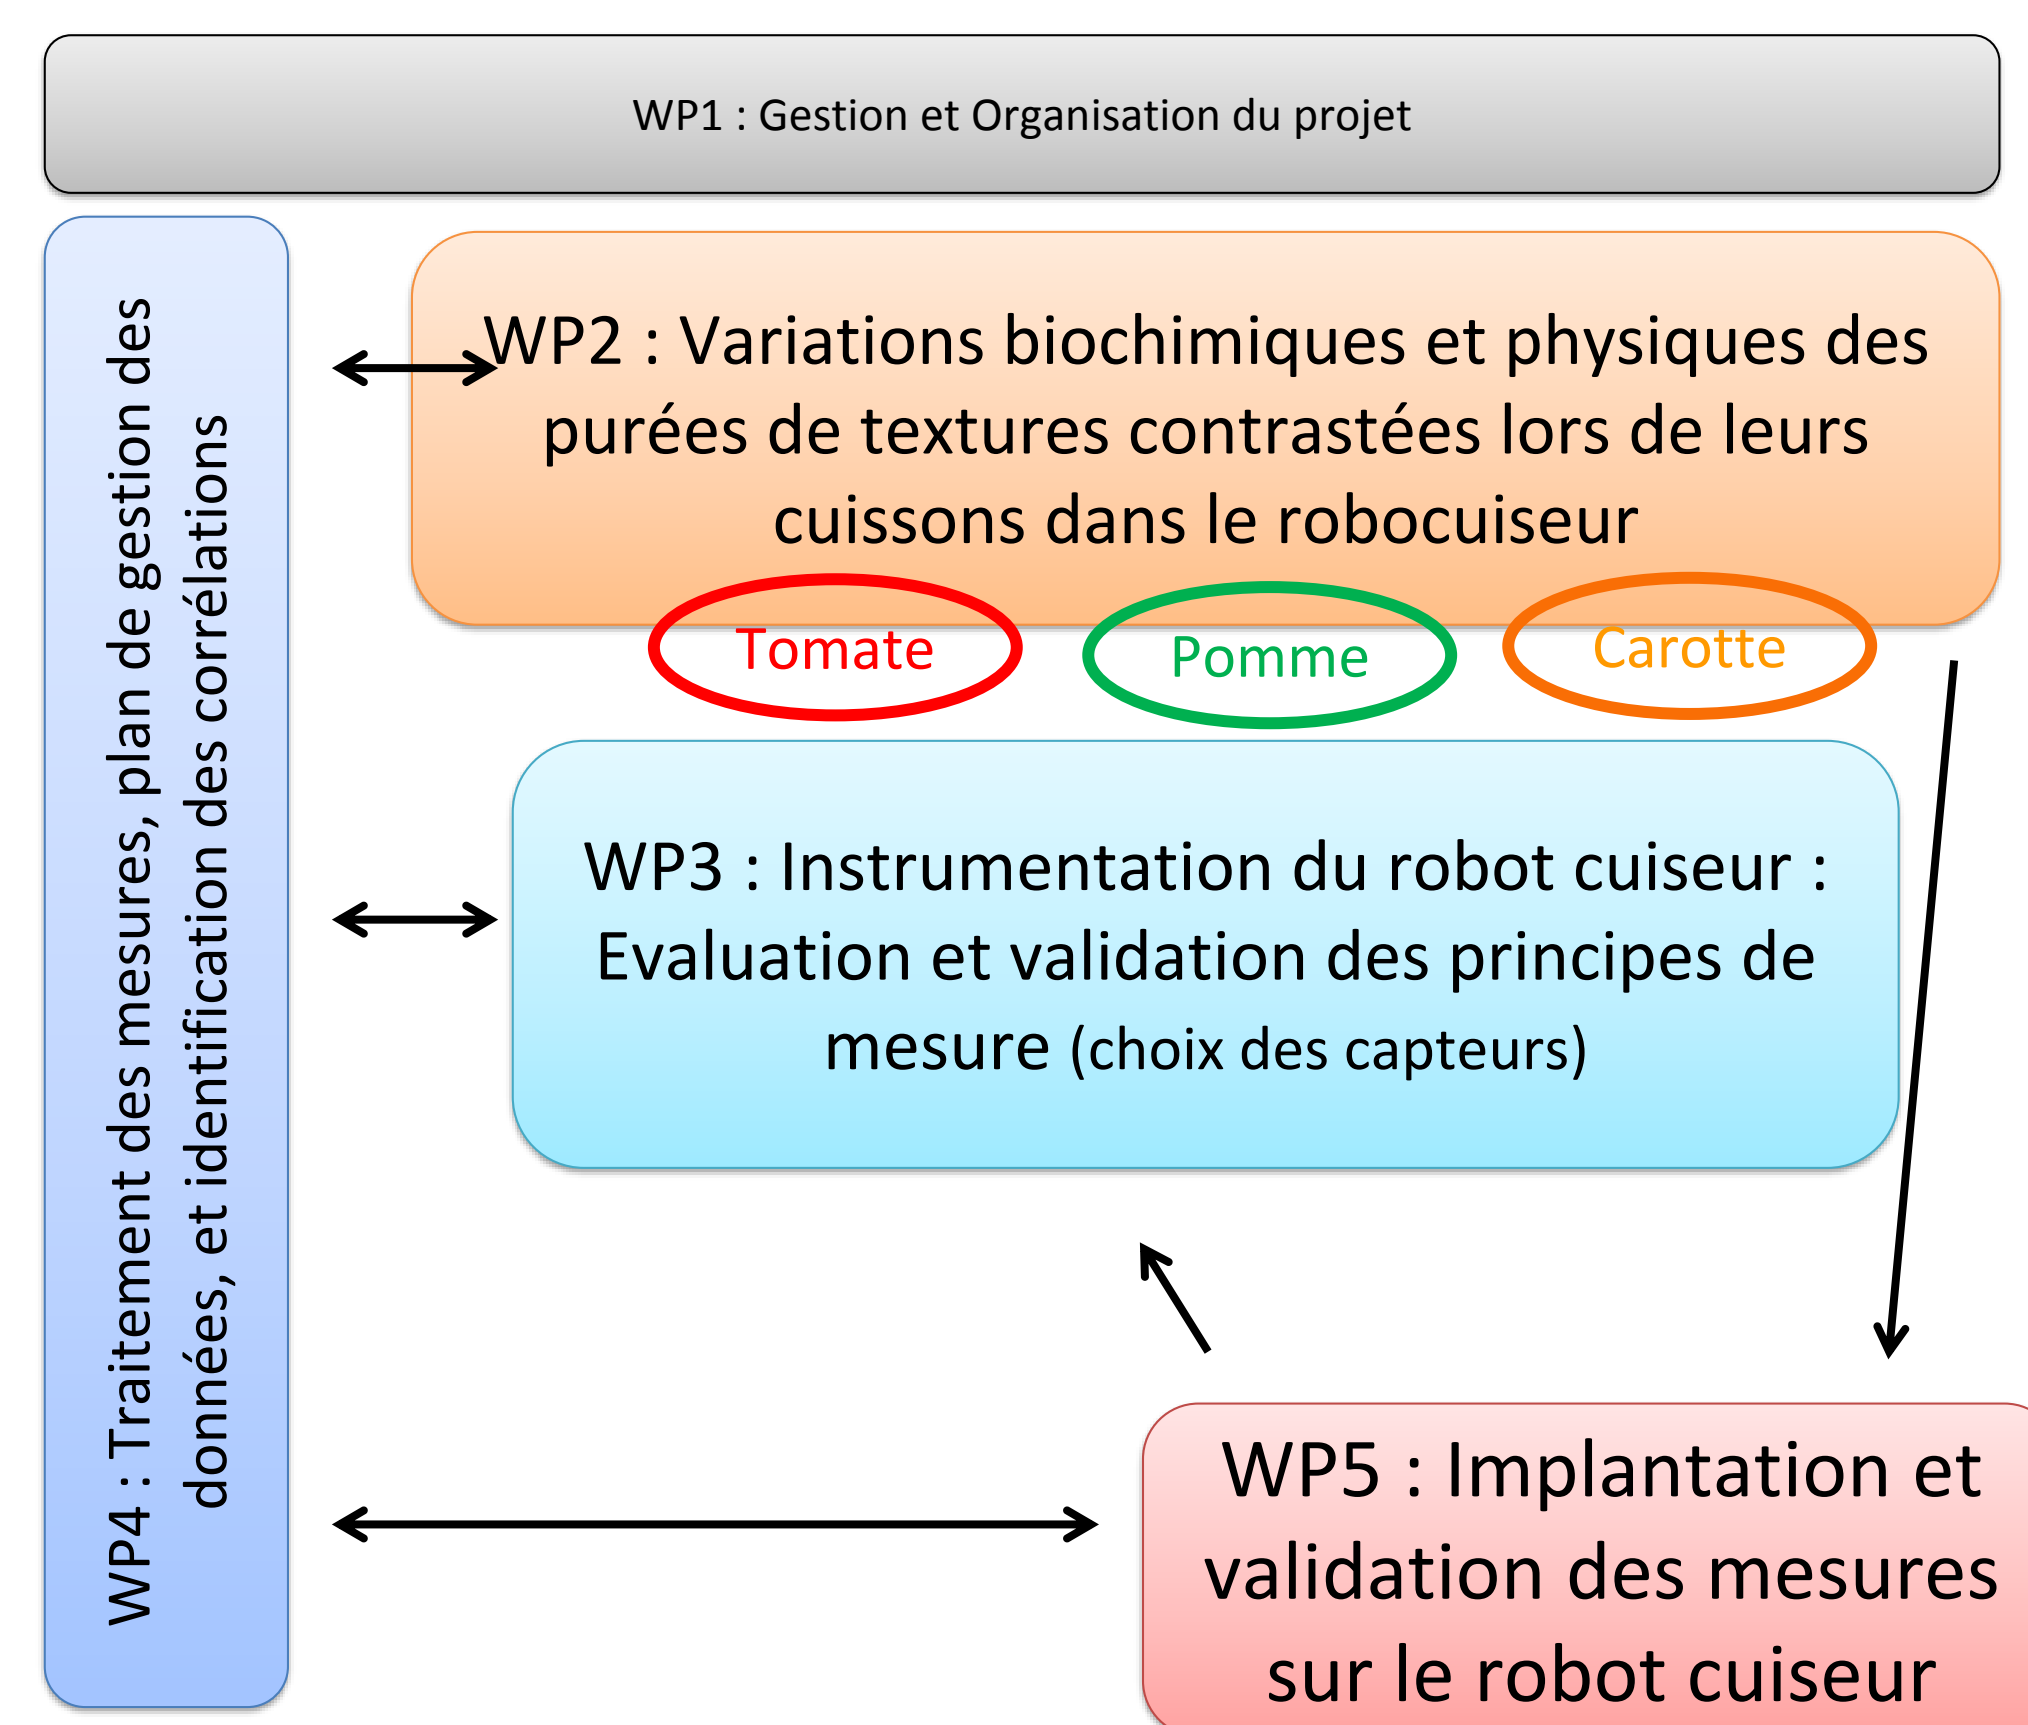 WP1 : Gestion et Organisation du projet
WP4 : Traitement des mesures, plan de gestion des
données, et identification des corrélations
WP2 : Variations biochimiques et physiques des
purées de textures contrastées lors de leurs
cuissons dans le robocuiseur
Tomate
Pomme
Carotte
WP3 : Instrumentation du robot cuiseur :
Evaluation et validation des principes de
mesure (choix des capteurs)
WP5 : Implantation et
validation des mesures
sur le robot cuiseur